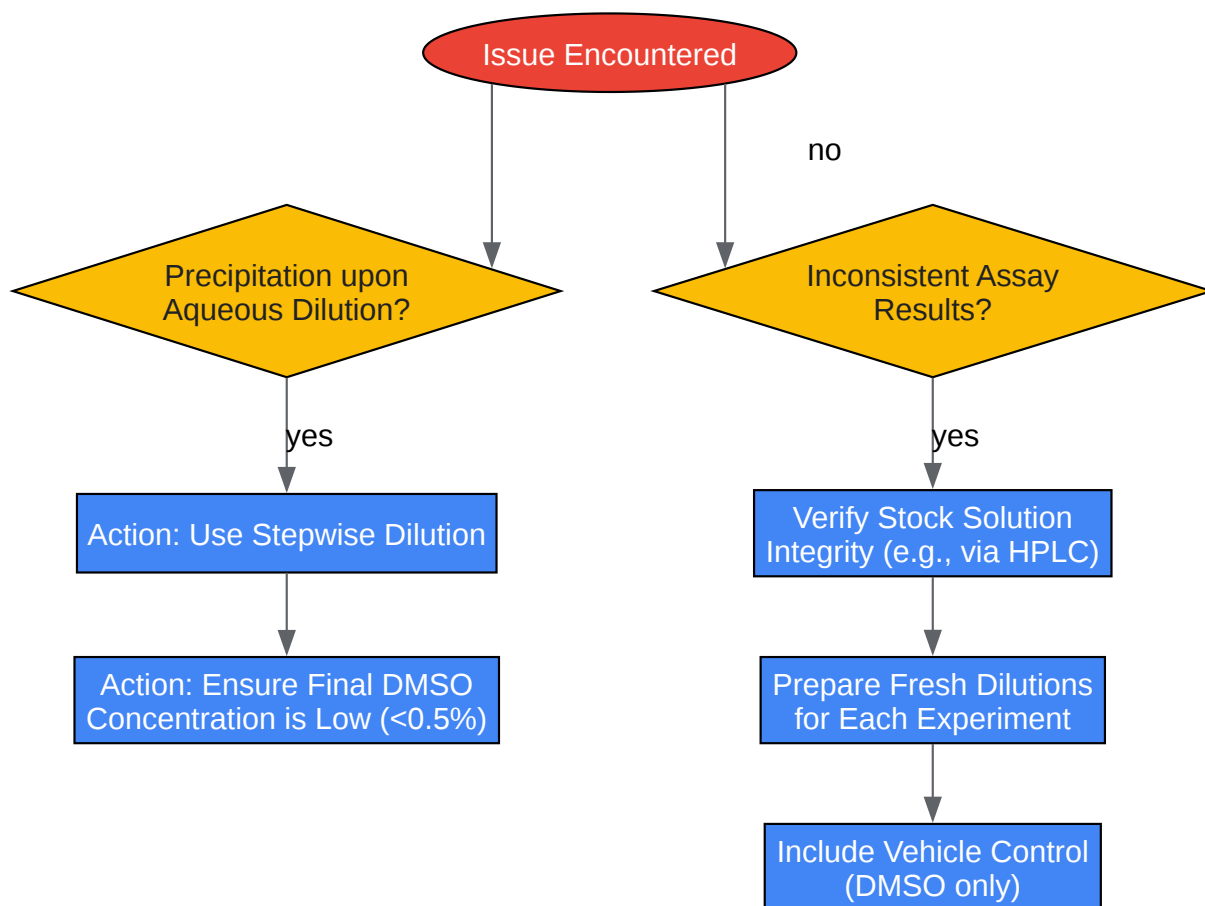 Issue Encountered
no
Precipitation upon
Aqueous Dilution?
Inconsistent Assay
Results?
yes
yes
Action: Use Stepwise Dilution
Verify Stock Solution
Integrity (e.g., via HPLC)
Action: Ensure Final DMSO
Concentration is Low (<0.5%)
Prepare Fresh Dilutions
for Each Experiment
Include Vehicle Control
(DMSO only)